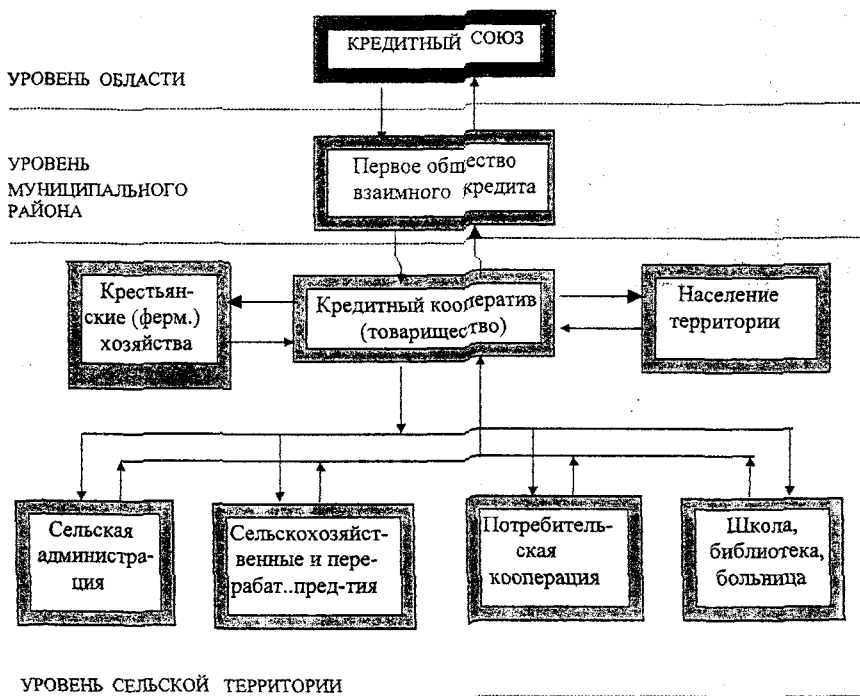 КРЕДИТНЫЙ СОЮЗ
УРОВЕНЬ ОБЛАСТИ
УРОВЕНЬ
МУНИЦИПАЛЬНОГО
РАЙОНА
Первое общество
взаимного кредита
Крестьян-
ские (ферм.)
хозяйства
Кредитный кооператив
(товарищество)
Население
территории
Сельская
администра-
ция
Сельскохозяйст-
венные и пере-
рабат..пред-тия
Потребитель-
ская
кооперация
Школа,
библиотека,
больница
УРОВЕНЬ СЕЛЬСКОЙ ТЕРРИТОРИИ